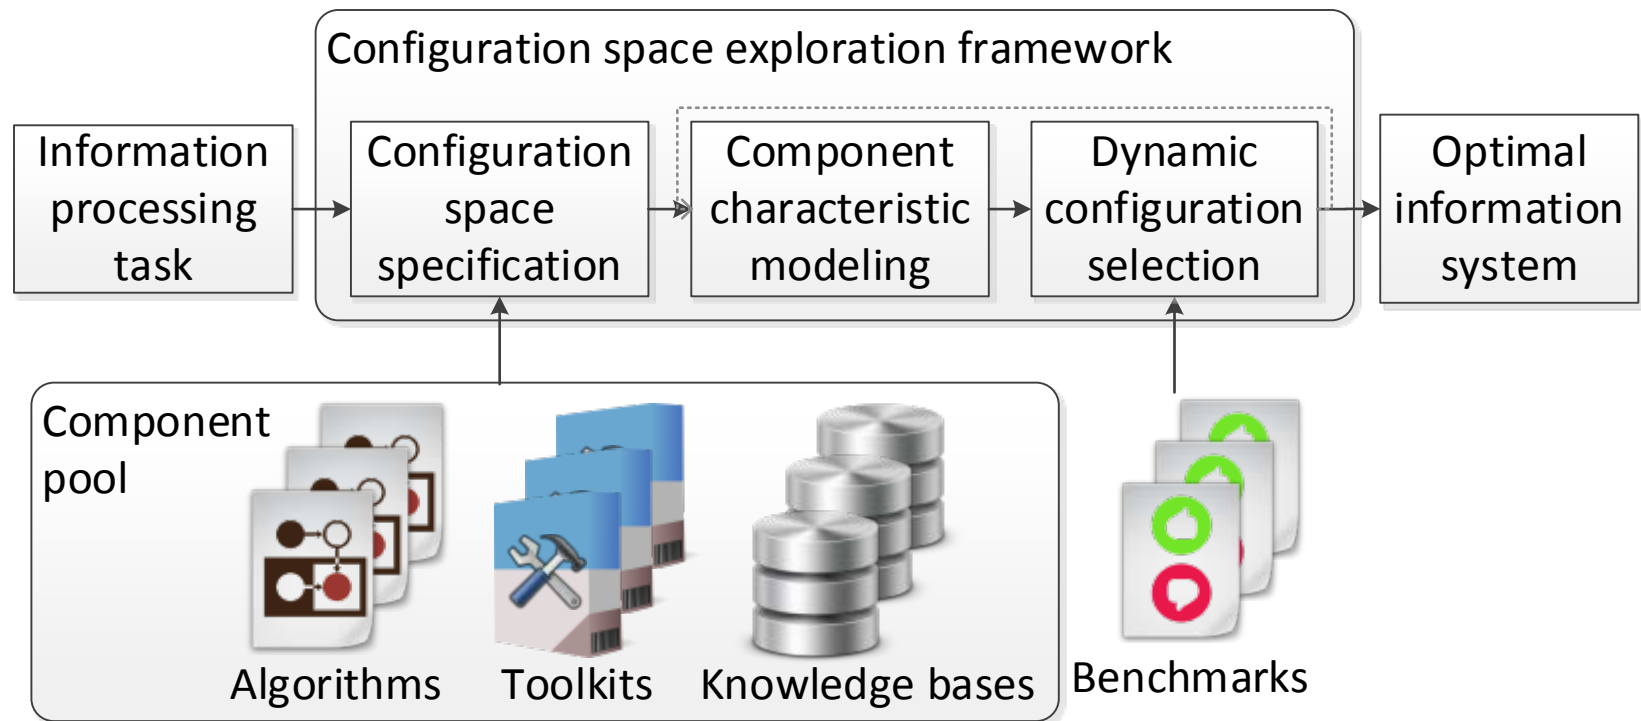 Configuration space exploration framework
Information
processing
task
Configuration
space
specification
Component
characteristic
modeling
Dynamic
configuration
selection
Optimal
information
system
Component
pool
Algorithms
Toolkits
Knowledge bases
Benchmarks